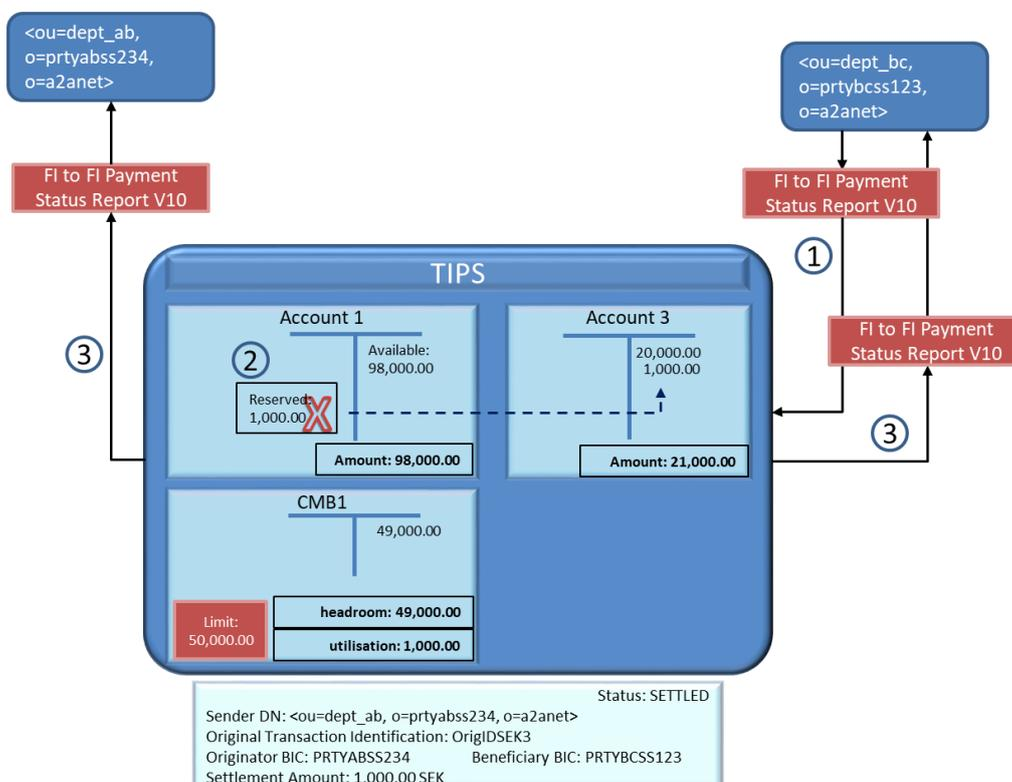 <ou=dept_ab,
o=prtyabss234,
o=a2anet>
<ou=dept_bc,
o=prtybcss123,
o=a2anet>
FI to FI Payment
Status Report V10
FI to FI Payment
Status Report V10
1
TIPS
Account 1
Account 3
FI to FI Payment
Status Report V10
3
2
Available:
98,000.00
20,000.00
1,000.00
Reserved:
1,000.00
X
3
Amount: 98,000.00
Amount: 21,000.00
CMB1
49,000.00
Limit:
50,000.00
headroom: 49,000.00
utilisation: 1,000.00
Status: SETTLED
Sender DN: <ou=dept_ab, o=prtyabss234, o=a2anet>
Original Transaction Identification: OrigIDSEK3
Originator BIC: PRTYABSS234 Beneficiary BIC: PRTYBCSS123
Settlement Amount: 1,000.00 SEK